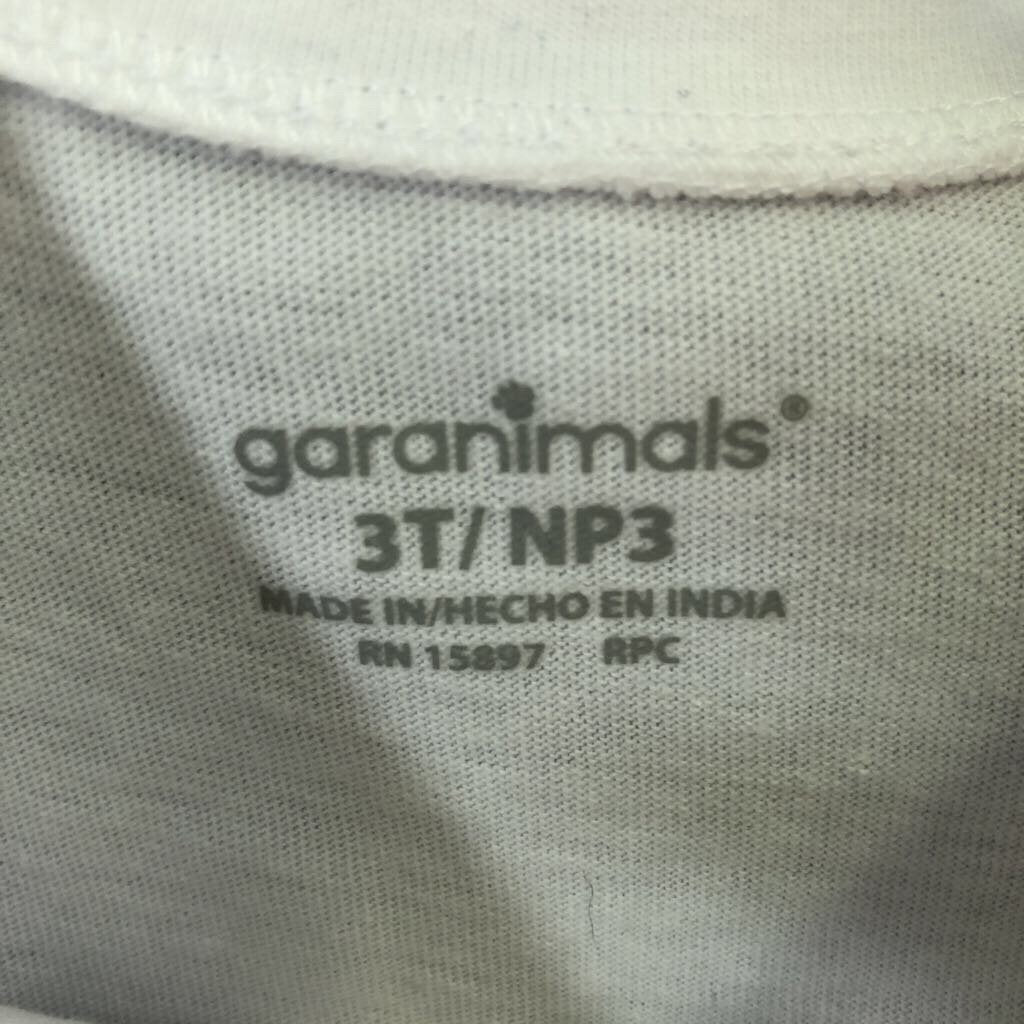 garanimals®
3T/ NP3
MADE IN/HECHO EN INDIA
RN 15897 RPC